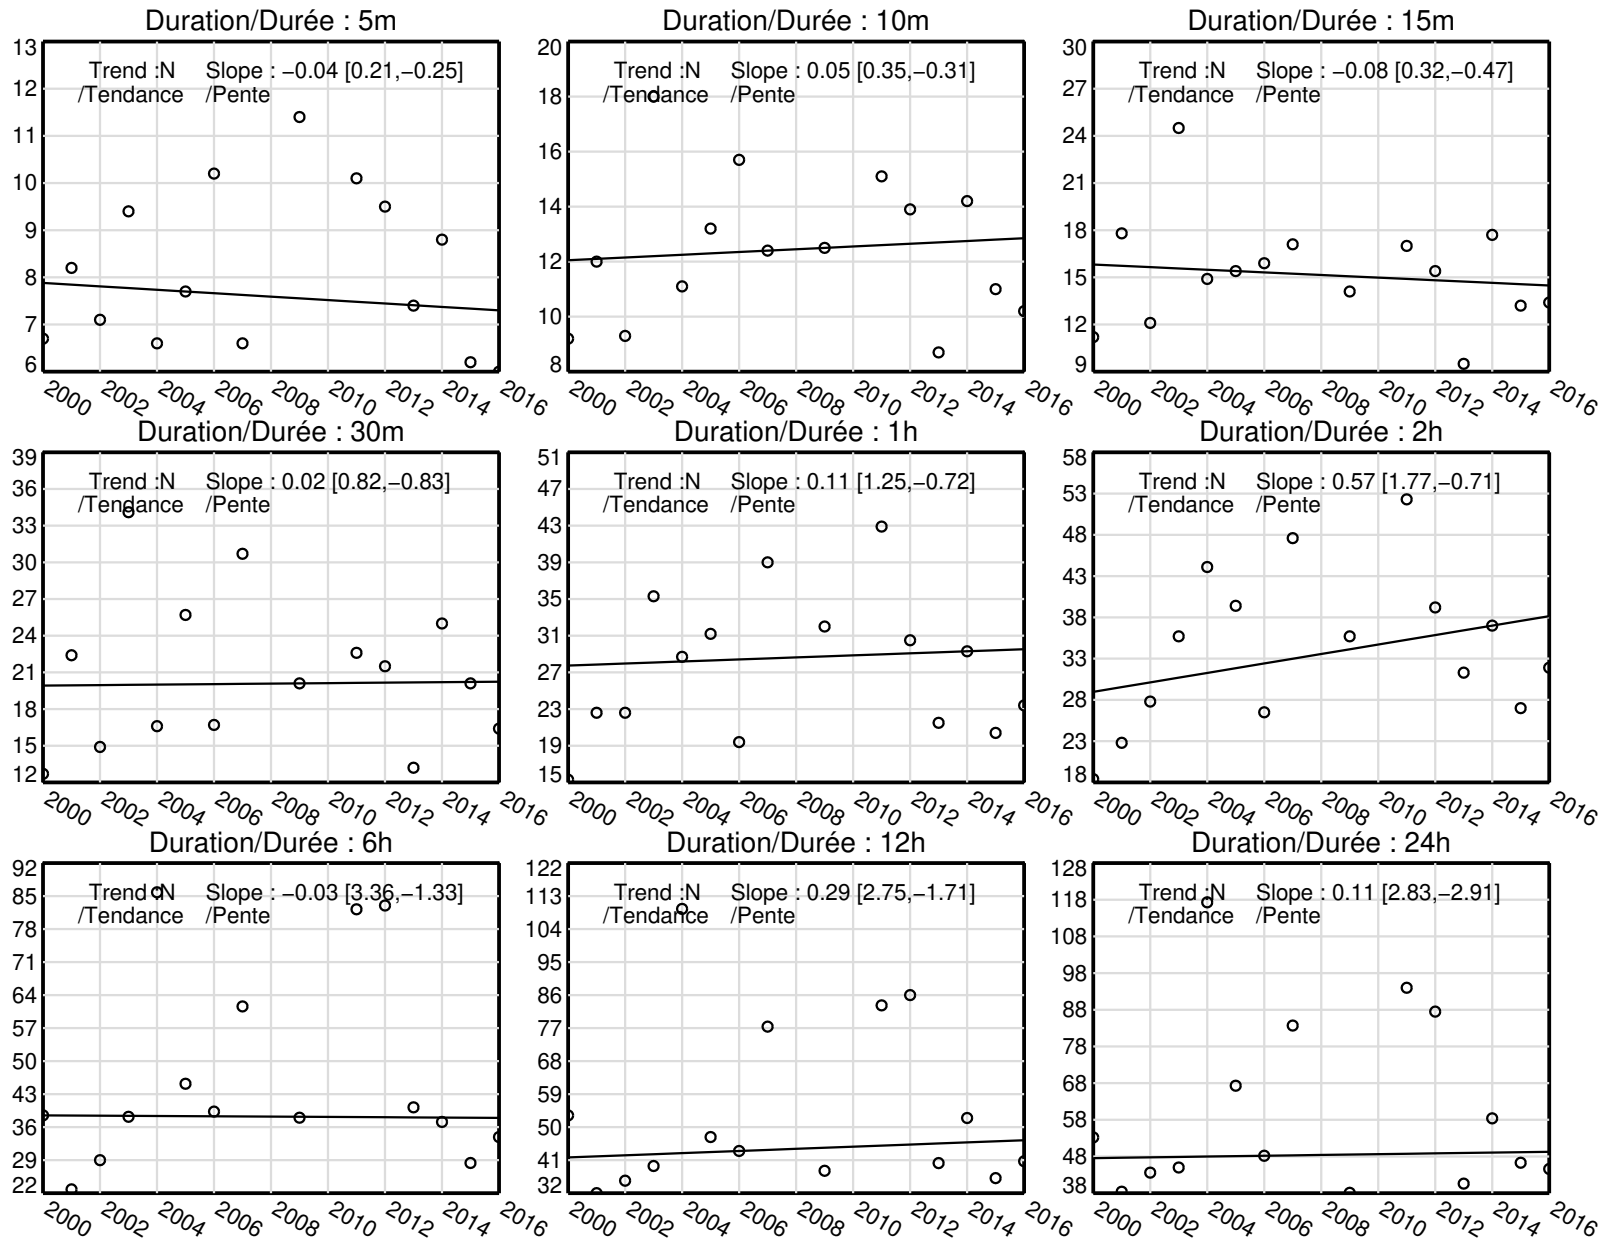 Duration/Durée : 5m
Trend :N Slope : −0.04 [0.21,−0.25]
/Tendance /Pente
13
12
11
10
9
8
7
6
2000 2002 2004 2006 2008 2010 2012 2014 2016
Duration/Durée : 10m
Trend :N Slope : 0.05 [0.35,−0.31]
/Tendance /Pente
20
18
16
14
12
10
8
2000 2002 2004 2006 2008 2010 2012 2014 2016
Duration/Durée : 15m
Trend :N Slope : −0.08 [0.32,−0.47]
/Tendance /Pente
30
27
24
21
18
15
12
9
2000 2002 2004 2006 2008 2010 2012 2014 2016
Duration/Durée : 30m
Trend :N Slope : 0.02 [0.82,−0.83]
/Tendance /Pente
39
36
33
30
27
24
21
18
15
12
2000 2002 2004 2006 2008 2010 2012 2014 2016
Duration/Durée : 1h
Trend :N Slope : 0.11 [1.25,−0.72]
/Tendance /Pente
51
47
43
39
35
31
27
23
19
15
2000 2002 2004 2006 2008 2010 2012 2014 2016
Duration/Durée : 2h
Trend :N Slope : 0.57 [1.77,−0.71]
/Tendance /Pente
58
53
48
43
38
33
28
23
18
2000 2002 2004 2006 2008 2010 2012 2014 2016
Duration/Durée : 6h
Trend :N Slope : −0.03 [3.36,−1.33]
/Tendance /Pente
92
85
78
71
64
57
50
43
36
29
22
2000 2002 2004 2006 2008 2010 2012 2014 2016
Duration/Durée : 12h
Trend :N Slope : 0.29 [2.75,−1.71]
/Tendance /Pente
122
113
104
95
86
77
68
59
50
41
32
2000 2002 2004 2006 2008 2010 2012 2014 2016
Duration/Durée : 24h
Trend :N Slope : 0.11 [2.83,−2.91]
/Tendance /Pente
128
118
108
98
88
78
68
58
48
38
2000 2002 2004 2006 2008 2010 2012 2014 2016